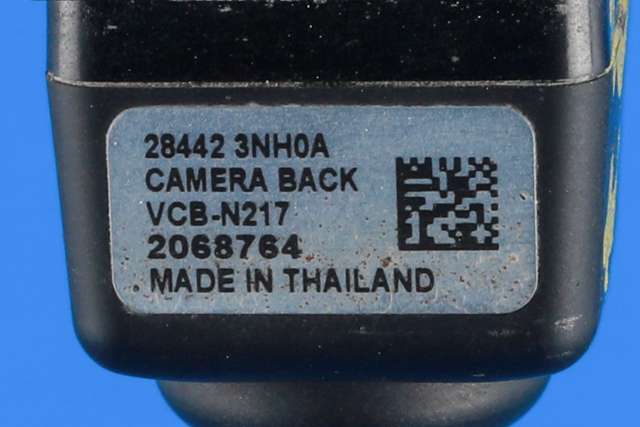 28442 3NH0A
CAMERA BACK
VCB-N217
2068764
MADE IN THAILAND